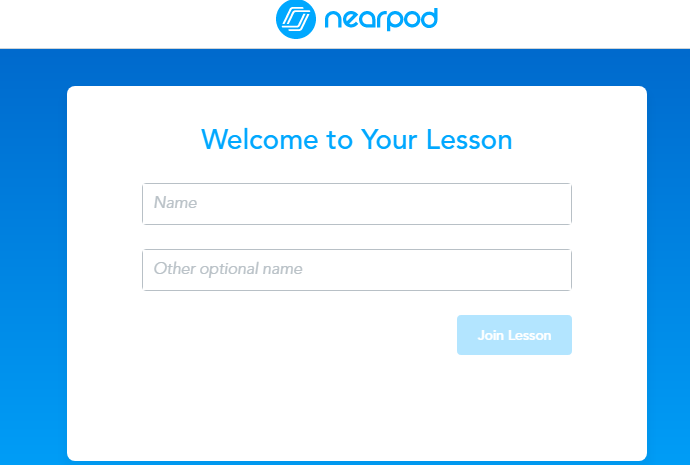 nearpod
Welcome to Your Lesson
Name
Other optional name
Join Lesson